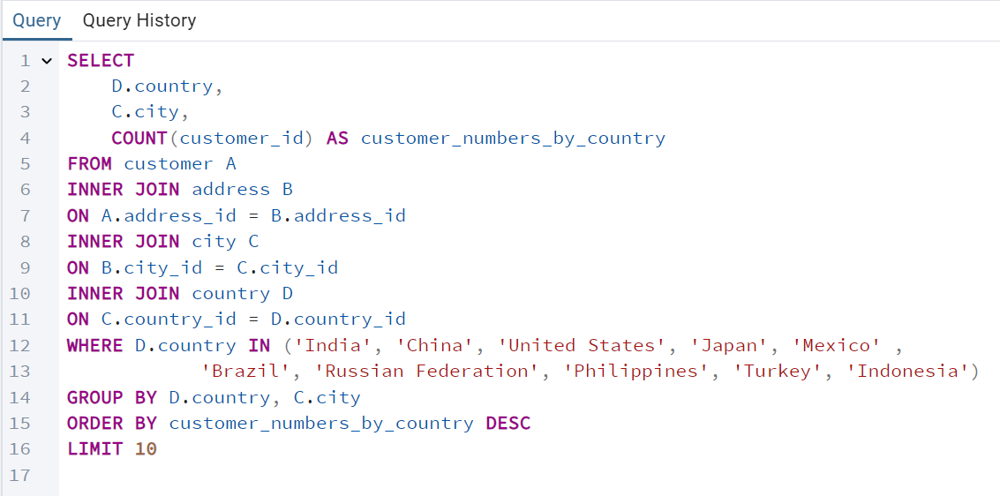 Query Query History
1 SELECT
2 D.country,
3 C.city,
4 COUNT(customer_id) AS customer_numbers_by_country
5 FROM customer A
6 INNER JOIN address B
7 ON A.address_id = B.address_id
8 INNER JOIN city C
9 ON B.city_id = C.city_id
10 INNER JOIN country D
11 ON C.country_id = D.country_id
12 WHERE D.country IN ('India', 'China', 'United States', 'Japan', 'Mexico' ,
13 'Brazil', 'Russian Federation', 'Philippines', 'Turkey', 'Indonesia')
14 GROUP BY D.country, C.city
15 ORDER BY customer_numbers_by_country DESC
16 LIMIT 10
17